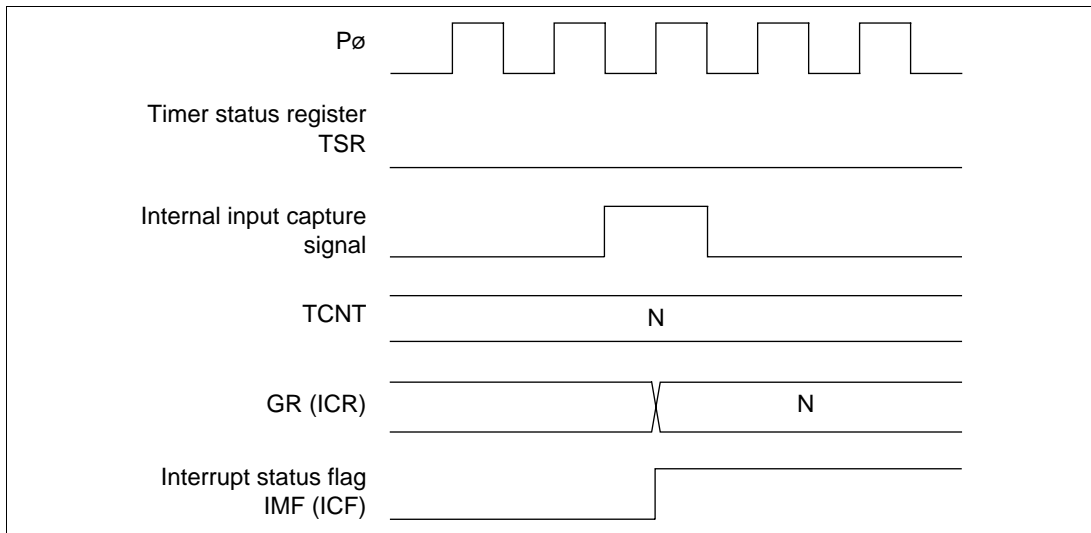 Pø
Timer status register
TSR
Internal input capture
signal
TCNT
N
GR (ICR)
N
Interrupt status flag
IMF (ICF)